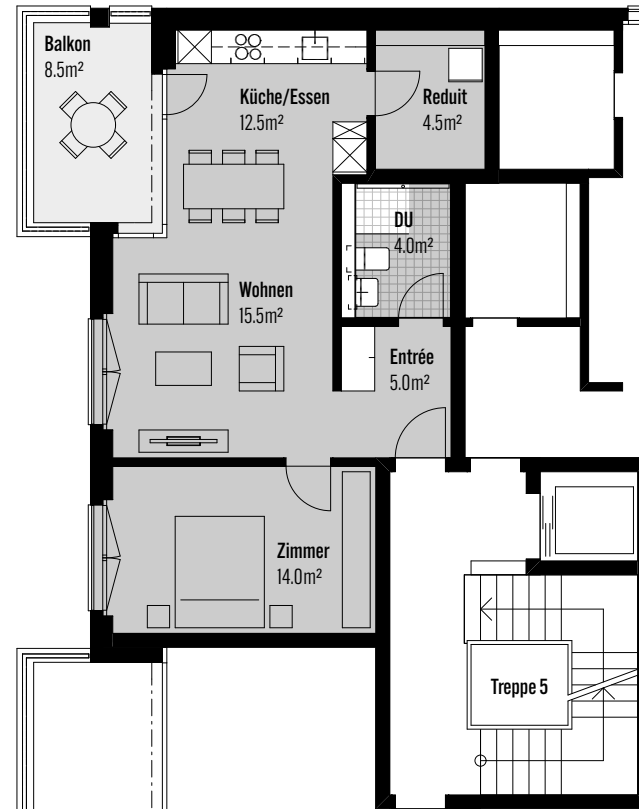 Balkon
8.5m²
Küche/Essen
12.5m²
Reduit
4.5m²
DU
4.0m²
Wohnen
15.5m²
Entrée
5.0m²
Zimmer
14.0m²
Treppe 5